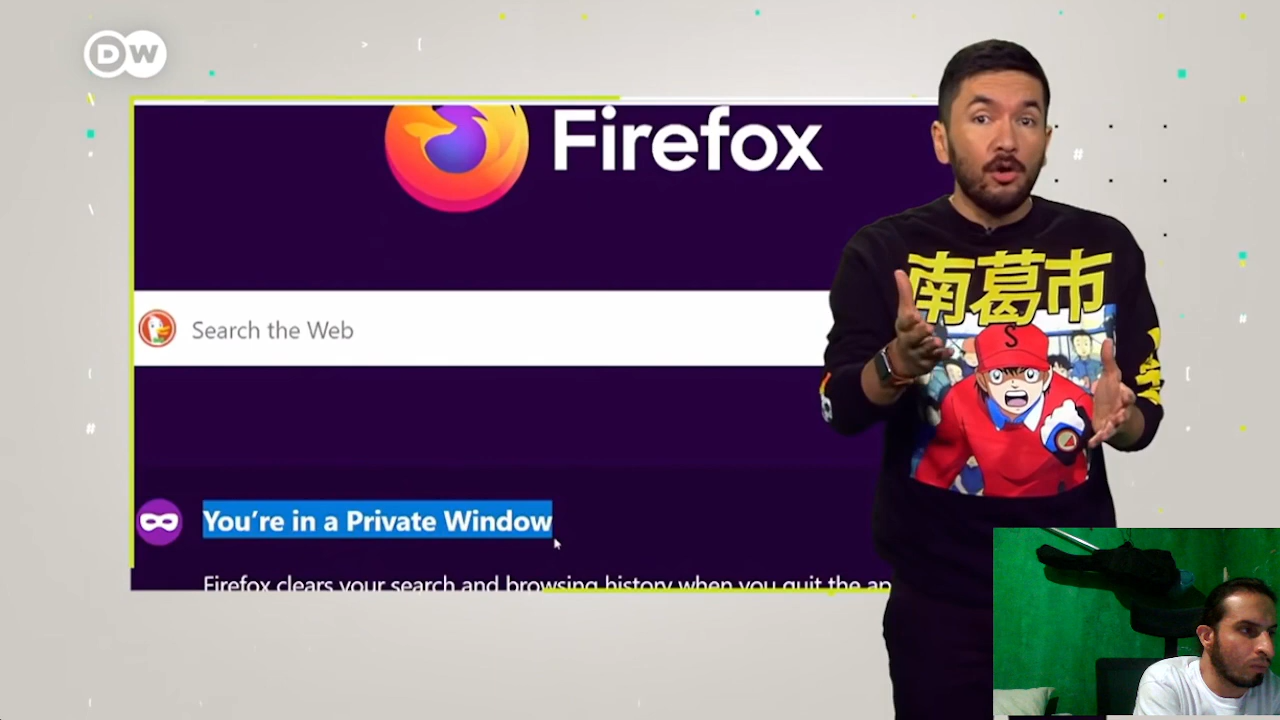 DW
Firefox
Search the Web
南葛市
S
You're in a Private Window
Firefox clears your search and browsing history when you quit the